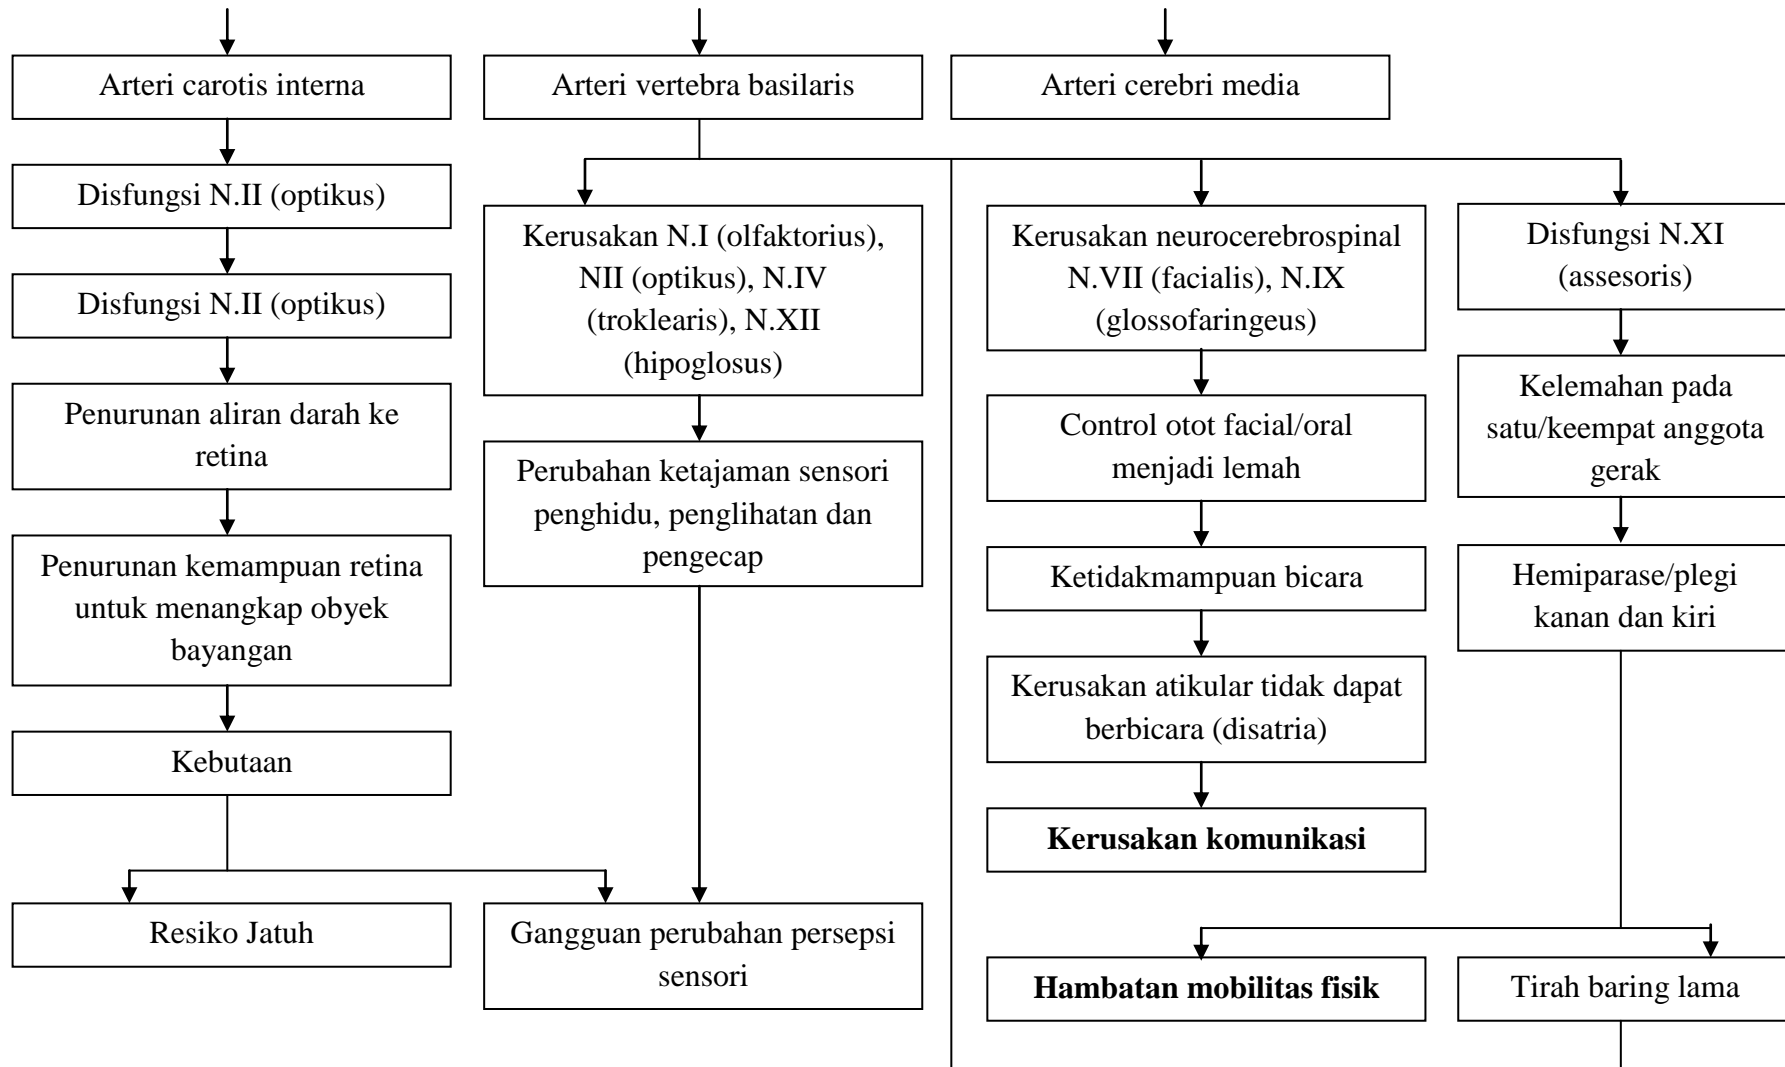 Arteri carotis interna
Arteri vertebra basilaris
Arteri cerebri media
Disfungsi N.II (optikus)
Disfungsi N.II (optikus)
Penurunan aliran darah ke
retina
Penurunan kemampuan retina
untuk menangkap obyek
bayangan
Kebutaan
Resiko Jatuh
Kerusakan N.I (olfaktorius),
NII (optikus), N.IV
(troklearis), N.XII
(hipoglosus)
Perubahan ketajaman sensori
penghidu, penglihatan dan
pengecap
Gangguan perubahan persepsi
sensori
Kerusakan neurocerebrospinal
N.VII (facialis), N.IX
(glossofaringeus)
Control otot facial/oral
menjadi lemah
Ketidakmampuan bicara
Kerusakan atikular tidak dapat
berbicara (disatria)
Kerusakan komunikasi
Disfungsi N.XI
(assesoris)
Kelemahan pada
satu/keempat anggota
gerak
Hemiparase/plegi
kanan dan kiri
Hambatan mobilitas fisik
Tirah baring lama